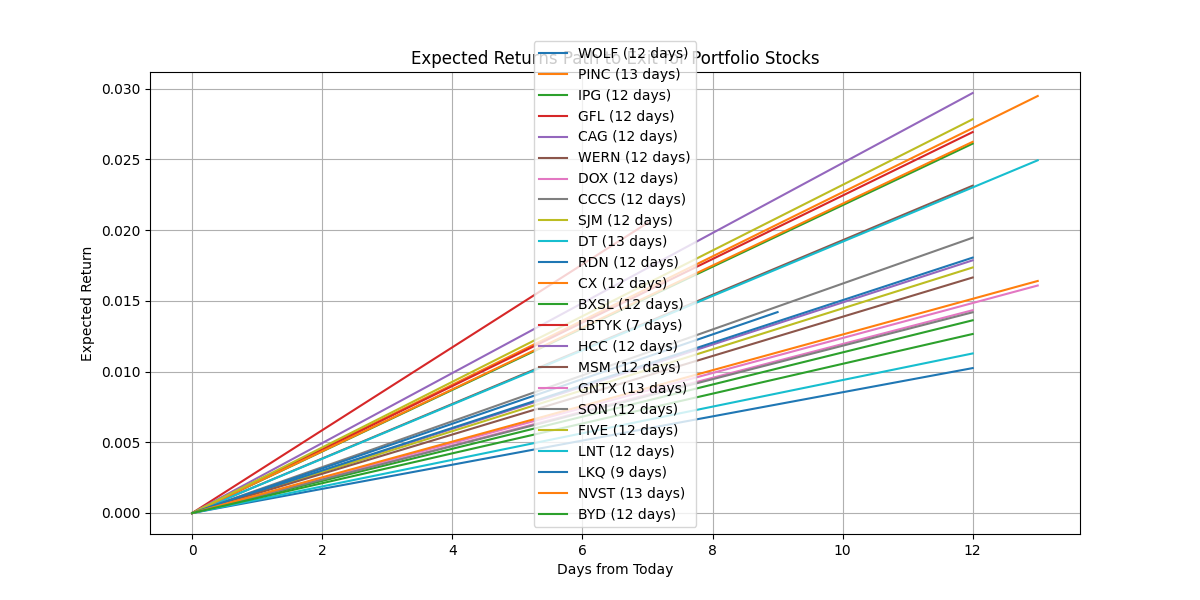 Expected Returns Path to Exit for Portfolio Stocks
WOLF (12 days)
PINC (13 days)
IPG (12 days)
GFL (12 days)
CAG (12 days)
WERN (12 days)
DOX (12 days)
CCCS (12 days)
SJM (12 days)
DT (13 days)
RDN (12 days)
CX (12 days)
BXSL (12 days)
LBTYK (7 days)
HCC (12 days)
MSM (12 days)
GNTX (13 days)
SON (12 days)
FIVE (12 days)
LNT (12 days)
LKQ (9 days)
NVST (13 days)
BYD (12 days)
Expected Return
0.030
0.025
0.020
0.015
0.010
0.005
0.000
0 2 4 6 8 10 12
Days from Today